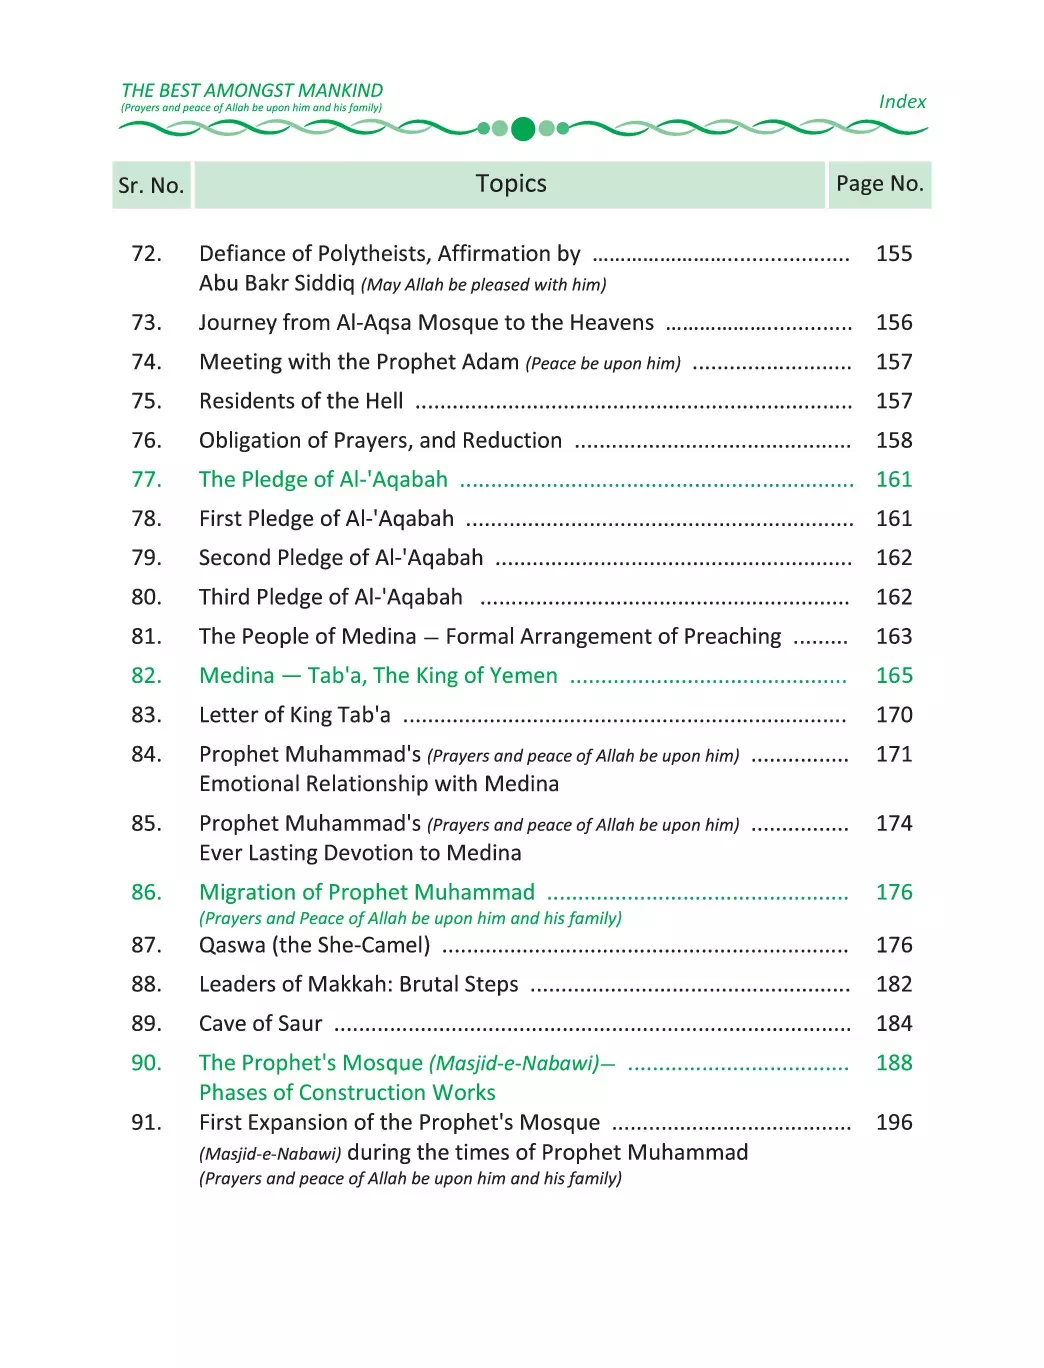 THE BEST AMONGST MANKIND
(Prayers and peace of Allah be upon him and his family)
Index
Sr. No. Topics Page No.
72. Defiance of Polytheists, Affirmation by ............................................ 155
Abu Bakr Siddiq (May Allah be pleased with him)
73. Journey from Al-Aqsa Mosque to the Heavens ................................ 156
74. Meeting with the Prophet Adam (Peace be upon him) .......................... 157
75. Residents of the Hell ....................................................................... 157
76. Obligation of Prayers, and Reduction ............................................. 158
77. The Pledge of Al-'Aqabah ................................................................ 161
78. First Pledge of Al-'Aqabah ............................................................... 161
79. Second Pledge of Al-'Aqabah .......................................................... 162
80. Third Pledge of Al-'Aqabah ............................................................ 162
81. The People of Medina — Formal Arrangement of Preaching ......... 163
82. Medina — Tab'a, The King of Yemen ............................................. 165
83. Letter of King Tab'a ........................................................................ 170
84. Prophet Muhammad's (Prayers and peace of Allah be upon him) ................ 171
Emotional Relationship with Medina
85. Prophet Muhammad's (Prayers and peace of Allah be upon him) ................ 174
Ever Lasting Devotion to Medina
86. Migration of Prophet Muhammad ................................................. 176
(Prayers and Peace of Allah be upon him and his family)
87. Qaswa (the She-Camel) .................................................................. 176
88. Leaders of Makkah: Brutal Steps .................................................... 182
89. Cave of Saur .................................................................................... 184
90. The Prophet's Mosque (Masjid-e-Nabawi)— .................................... 188
Phases of Construction Works
91. First Expansion of the Prophet's Mosque ....................................... 196
(Masjid-e-Nabawi) during the times of Prophet Muhammad
(Prayers and peace of Allah be upon him and his family)